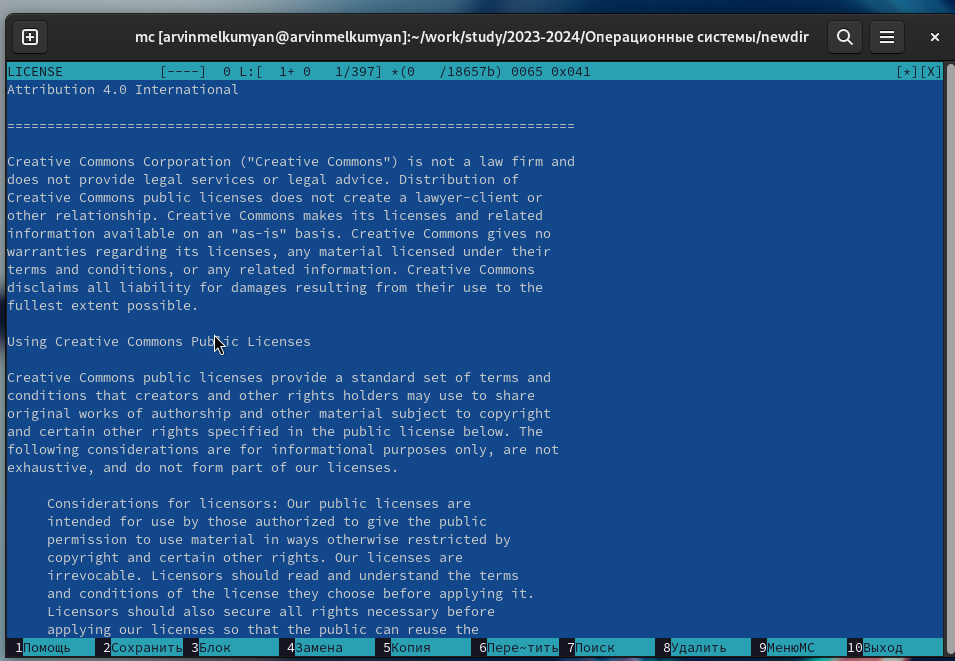 mc [arvinmelkumyan@arvinmelkumyan]:~/work/study/2023-2024/Операционные системы/newdir
LICENSE [----] 0 L:[ 1+ 0 1/397] *(0 /18657b) 0065 0x041 [*][X]
Attribution 4.0 International
=======================================================================
Creative Commons Corporation ("Creative Commons") is not a law firm and
does not provide legal services or legal advice. Distribution of
Creative Commons public licenses does not create a lawyer-client or
other relationship. Creative Commons makes its licenses and related
information available on an "as-is" basis. Creative Commons gives no
warranties regarding its licenses, any material licensed under their
terms and conditions, or any related information. Creative Commons
disclaims all liability for damages resulting from their use to the
fullest extent possible.
Using Creative Commons Public Licenses
Creative Commons public licenses provide a standard set of terms and
conditions that creators and other rights holders may use to share
original works of authorship and other material subject to copyright
and certain other rights specified in the public license below. The
following considerations are for informational purposes only, are not
exhaustive, and do not form part of our licenses.
Considerations for licensors: Our public licenses are
intended for use by those authorized to give the public
permission to use material in ways otherwise restricted by
copyright and certain other rights. Our licenses are
irrevocable. Licensors should read and understand the terms
and conditions of the license they choose before applying it.
Licensors should also secure all rights necessary before
applying our licenses so that the public can reuse the
1Помощь 2Сохранить 3Блок 4Замена 5Копия 6Пере~тить 7Поиск 8Удалить 9МенюMC 10Выход